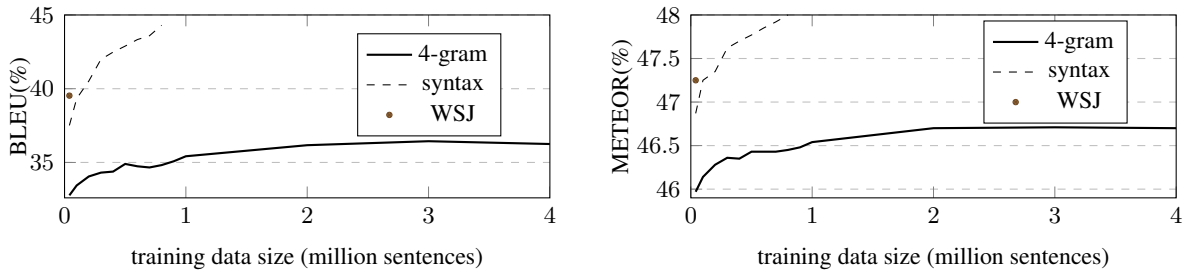 BLEU(%)
45
40
35
0
1
2
3
4
training data size (million sentences)
4-gram
syntax
WSJ
METEOR(%)
48
47.5
47
46.5
46
0
1
2
3
4
training data size (million sentences)
4-gram
syntax
WSJ